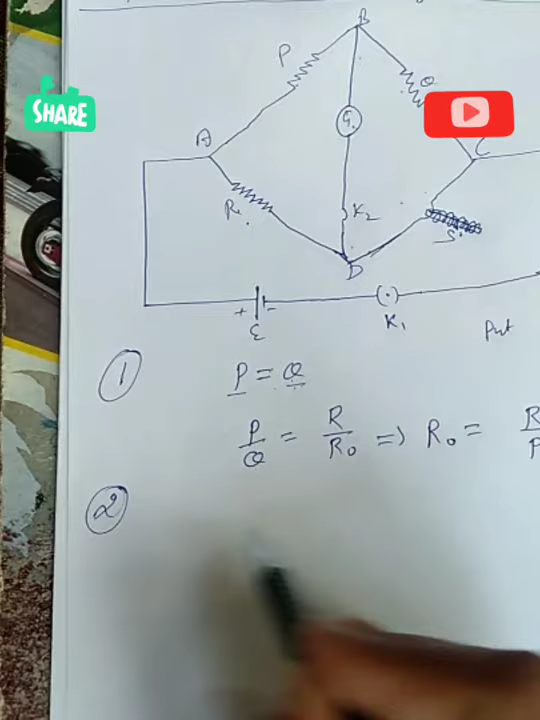 B
P
Q
SHARE
G
A
C
R
K2
S
D
+ -
ε
K1
Put
1
P = Q
P/Q = R/R0 => R0 = R
P
2